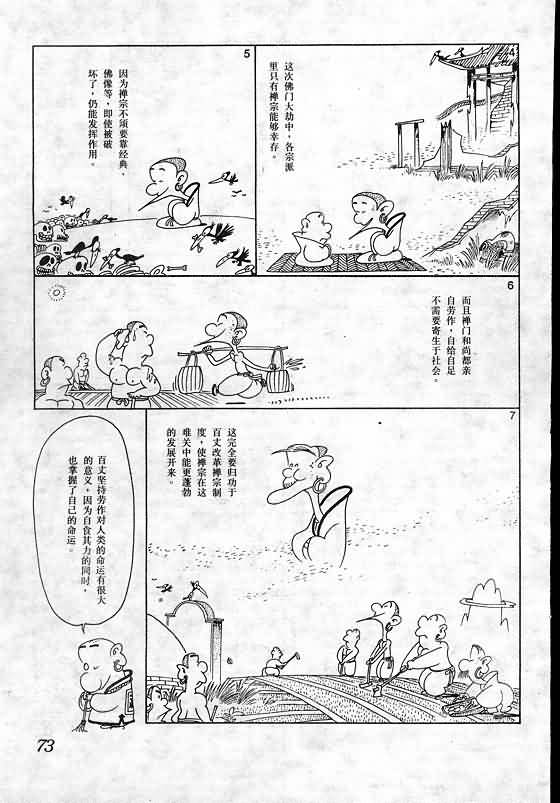 4
这次佛门大劫中，各宗派
里只有禅宗能够幸存。
5
因为禅宗不须要靠经典、
佛像等，即使被破
坏了，仍能发挥作用。
6
而且禅门和尚都亲
自劳作，自给自足
不需要寄生于社会。
7
这完全要归功于
百丈改革禅宗制
度，使禅宗在这
难关中能更蓬勃
的发展开来。
百丈坚持劳作对人类的命运有很大
的意义，因为自食其力的同时，
也掌握了自己的命运。
73